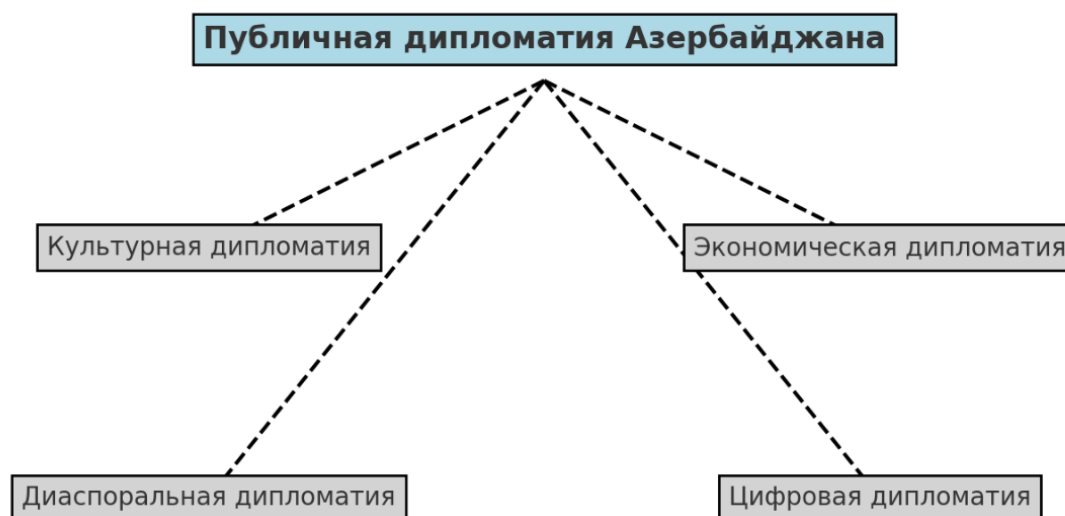 Публичная дипломатия Азербайджана
Культурная дипломатия
Экономическая дипломатия
Диаспоральная дипломатия
Цифровая дипломатия